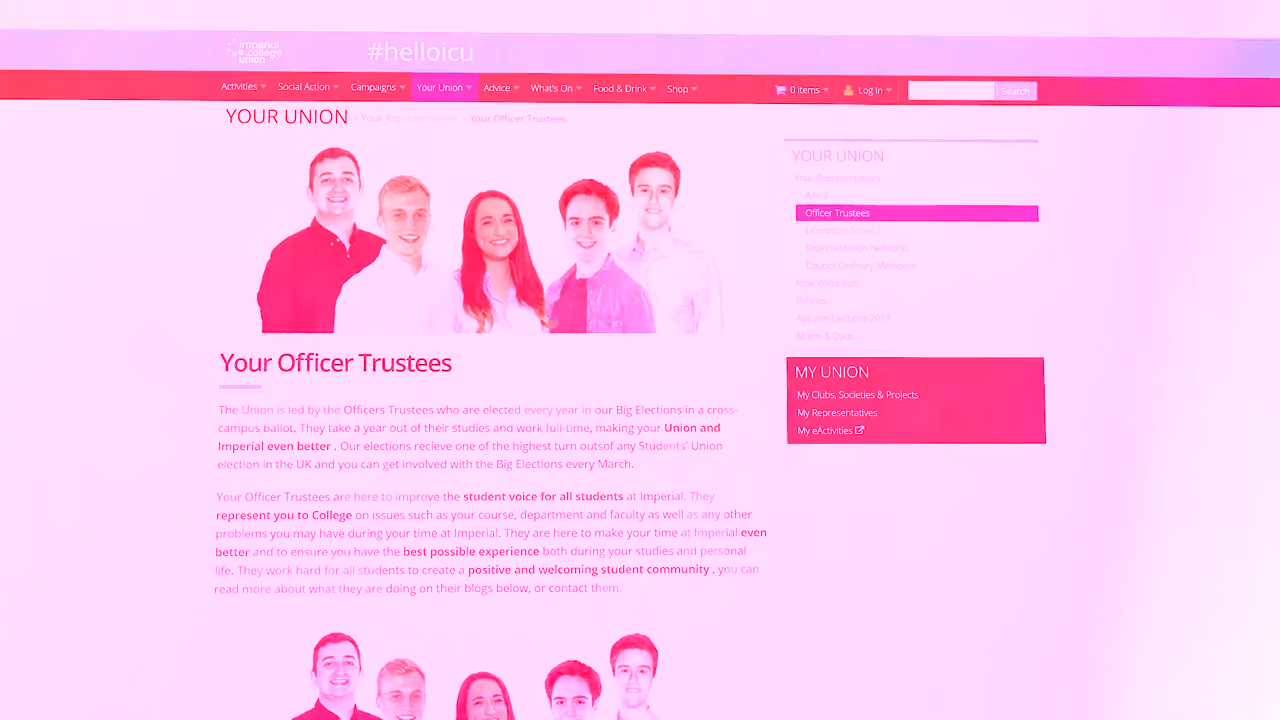 imperial
college
union
#helloicu
Activities Social Action Campaigns Your Union Advice What's On Food & Drink Shop 0 items Log In Search
YOUR UNION > Your Representatives > Your Officer Trustees
YOUR UNION
Your Representatives
A to Z
Officer Trustees
Liberation Zones
Representation Networks
Council Ordinary Members
How We're Run
Policies
Autumn Elections 2017
Mums & Dads
MY UNION
My Clubs, Societies & Projects
My Representatives
My eActivities
Your Officer Trustees
The Union is led by the Officers Trustees who are elected every year in our Big Elections in a cross-
campus ballot. They take a year out of their studies and work full-time, making your Union and
Imperial even better . Our elections recieve one of the highest turn outsof any Students' Union
election in the UK and you can get involved with the Big Elections every March.
Your Officer Trustees are here to improve the student voice for all students at Imperial. They
represent you to College on issues such as your course, department and faculty as well as any other
problems you may have during your time at Imperial. They are here to make your time at Imperial even
better and to ensure you have the best possible experience both during your studies and personal
life. They work hard for all students to create a positive and welcoming student community , you can
read more about what they are doing on their blogs below, or contact them.